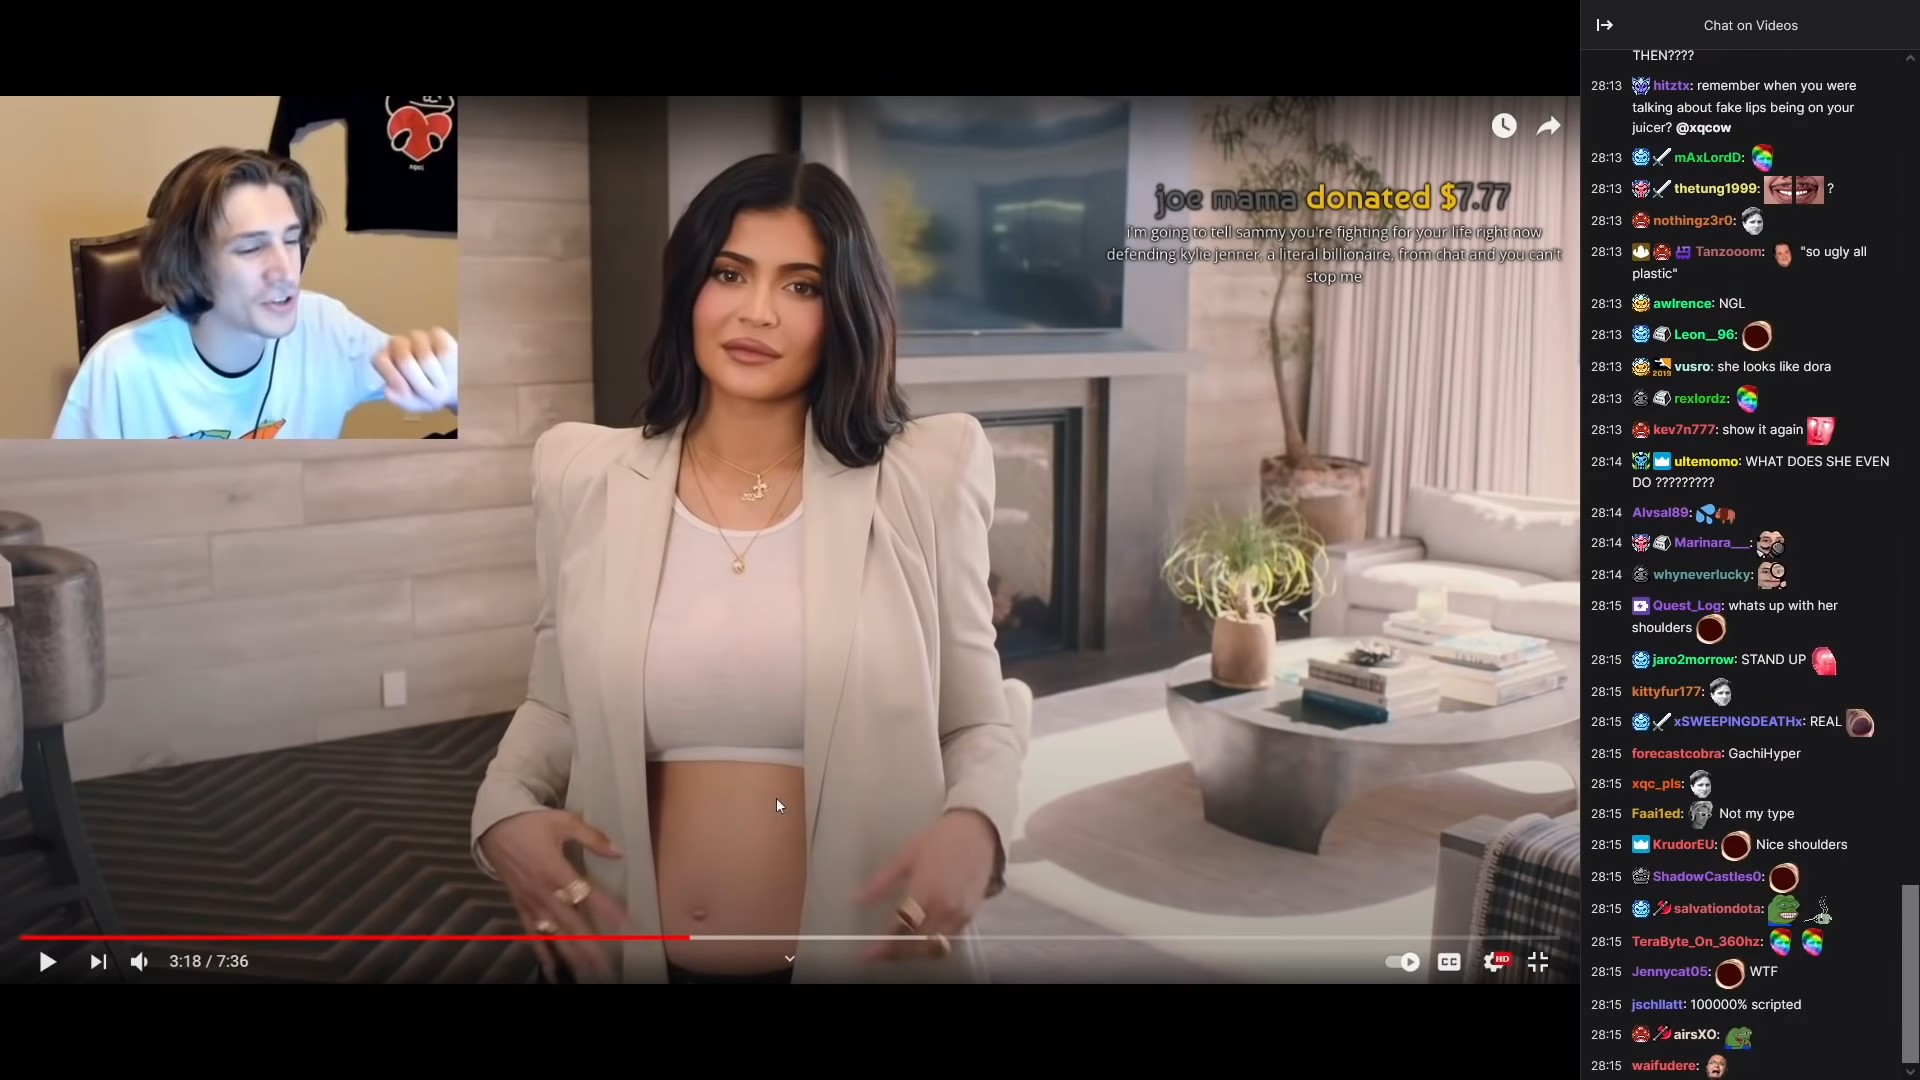 Chat on Videos
THEN????
28:13 hitztx: remember when you were
talking about fake lips being on your
juicer? @xqcow
28:13 mAxLordD:
28:13 thetung1999: ?
28:13 nothingz3r0:
28:13 Tanzooom: "so ugly all
plastic"
28:13 awlrence: NGL
28:13 Leon__96:
28:13 2019 vusro: she looks like dora
28:13 rexlordz:
28:13 kev7n777: show it again
28:14 ultemomo: WHAT DOES SHE EVEN
DO ?????????
28:14 Alvsal89:
28:14 Marinara___:
28:14 whyneverlucky:
28:15 Quest_Log: whats up with her
shoulders
28:15 jaro2morrow: STAND UP
28:15 kittyfur177:
28:15 xSWEEPINGDEATHx: REAL
28:15 forecastcobra: GachiHyper
28:15 xqc_pls:
28:15 Faai1ed: Not my type
28:15 KrudorEU: Nice shoulders
28:15 ShadowCastles0:
28:15 salvationdota:
28:15 TeraByte_On_360hz:
28:15 Jennycat05: WTF
28:15 jschllatt: 100000% scripted
28:15 airsXO:
28:15 waifudere:
joe mama donated $7.77
i'm going to tell sammy you're fighting for your life right now
defending kylie jenner, a literal billionaire, from chat and you can't
stop me
3:18 / 7:36
CC
HD